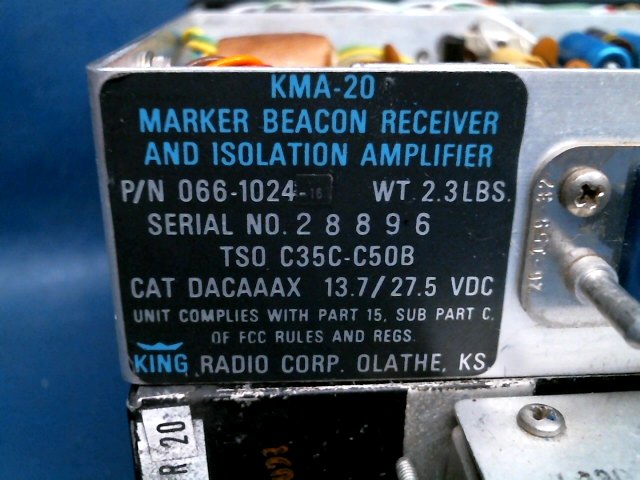 KMA-20
MARKER BEACON RECEIVER
AND ISOLATION AMPLIFIER
P/N 066-1024-16 WT. 2.3LBS.
SERIAL NO. 28896
TSO C35C-C50B
CAT DACAAAX 13.7/27.5 VDC
UNIT COMPLIES WITH PART 15, SUB PART C,
OF FCC RULES AND REGS.
KING RADIO CORP. OLATHE, KS.
R 20